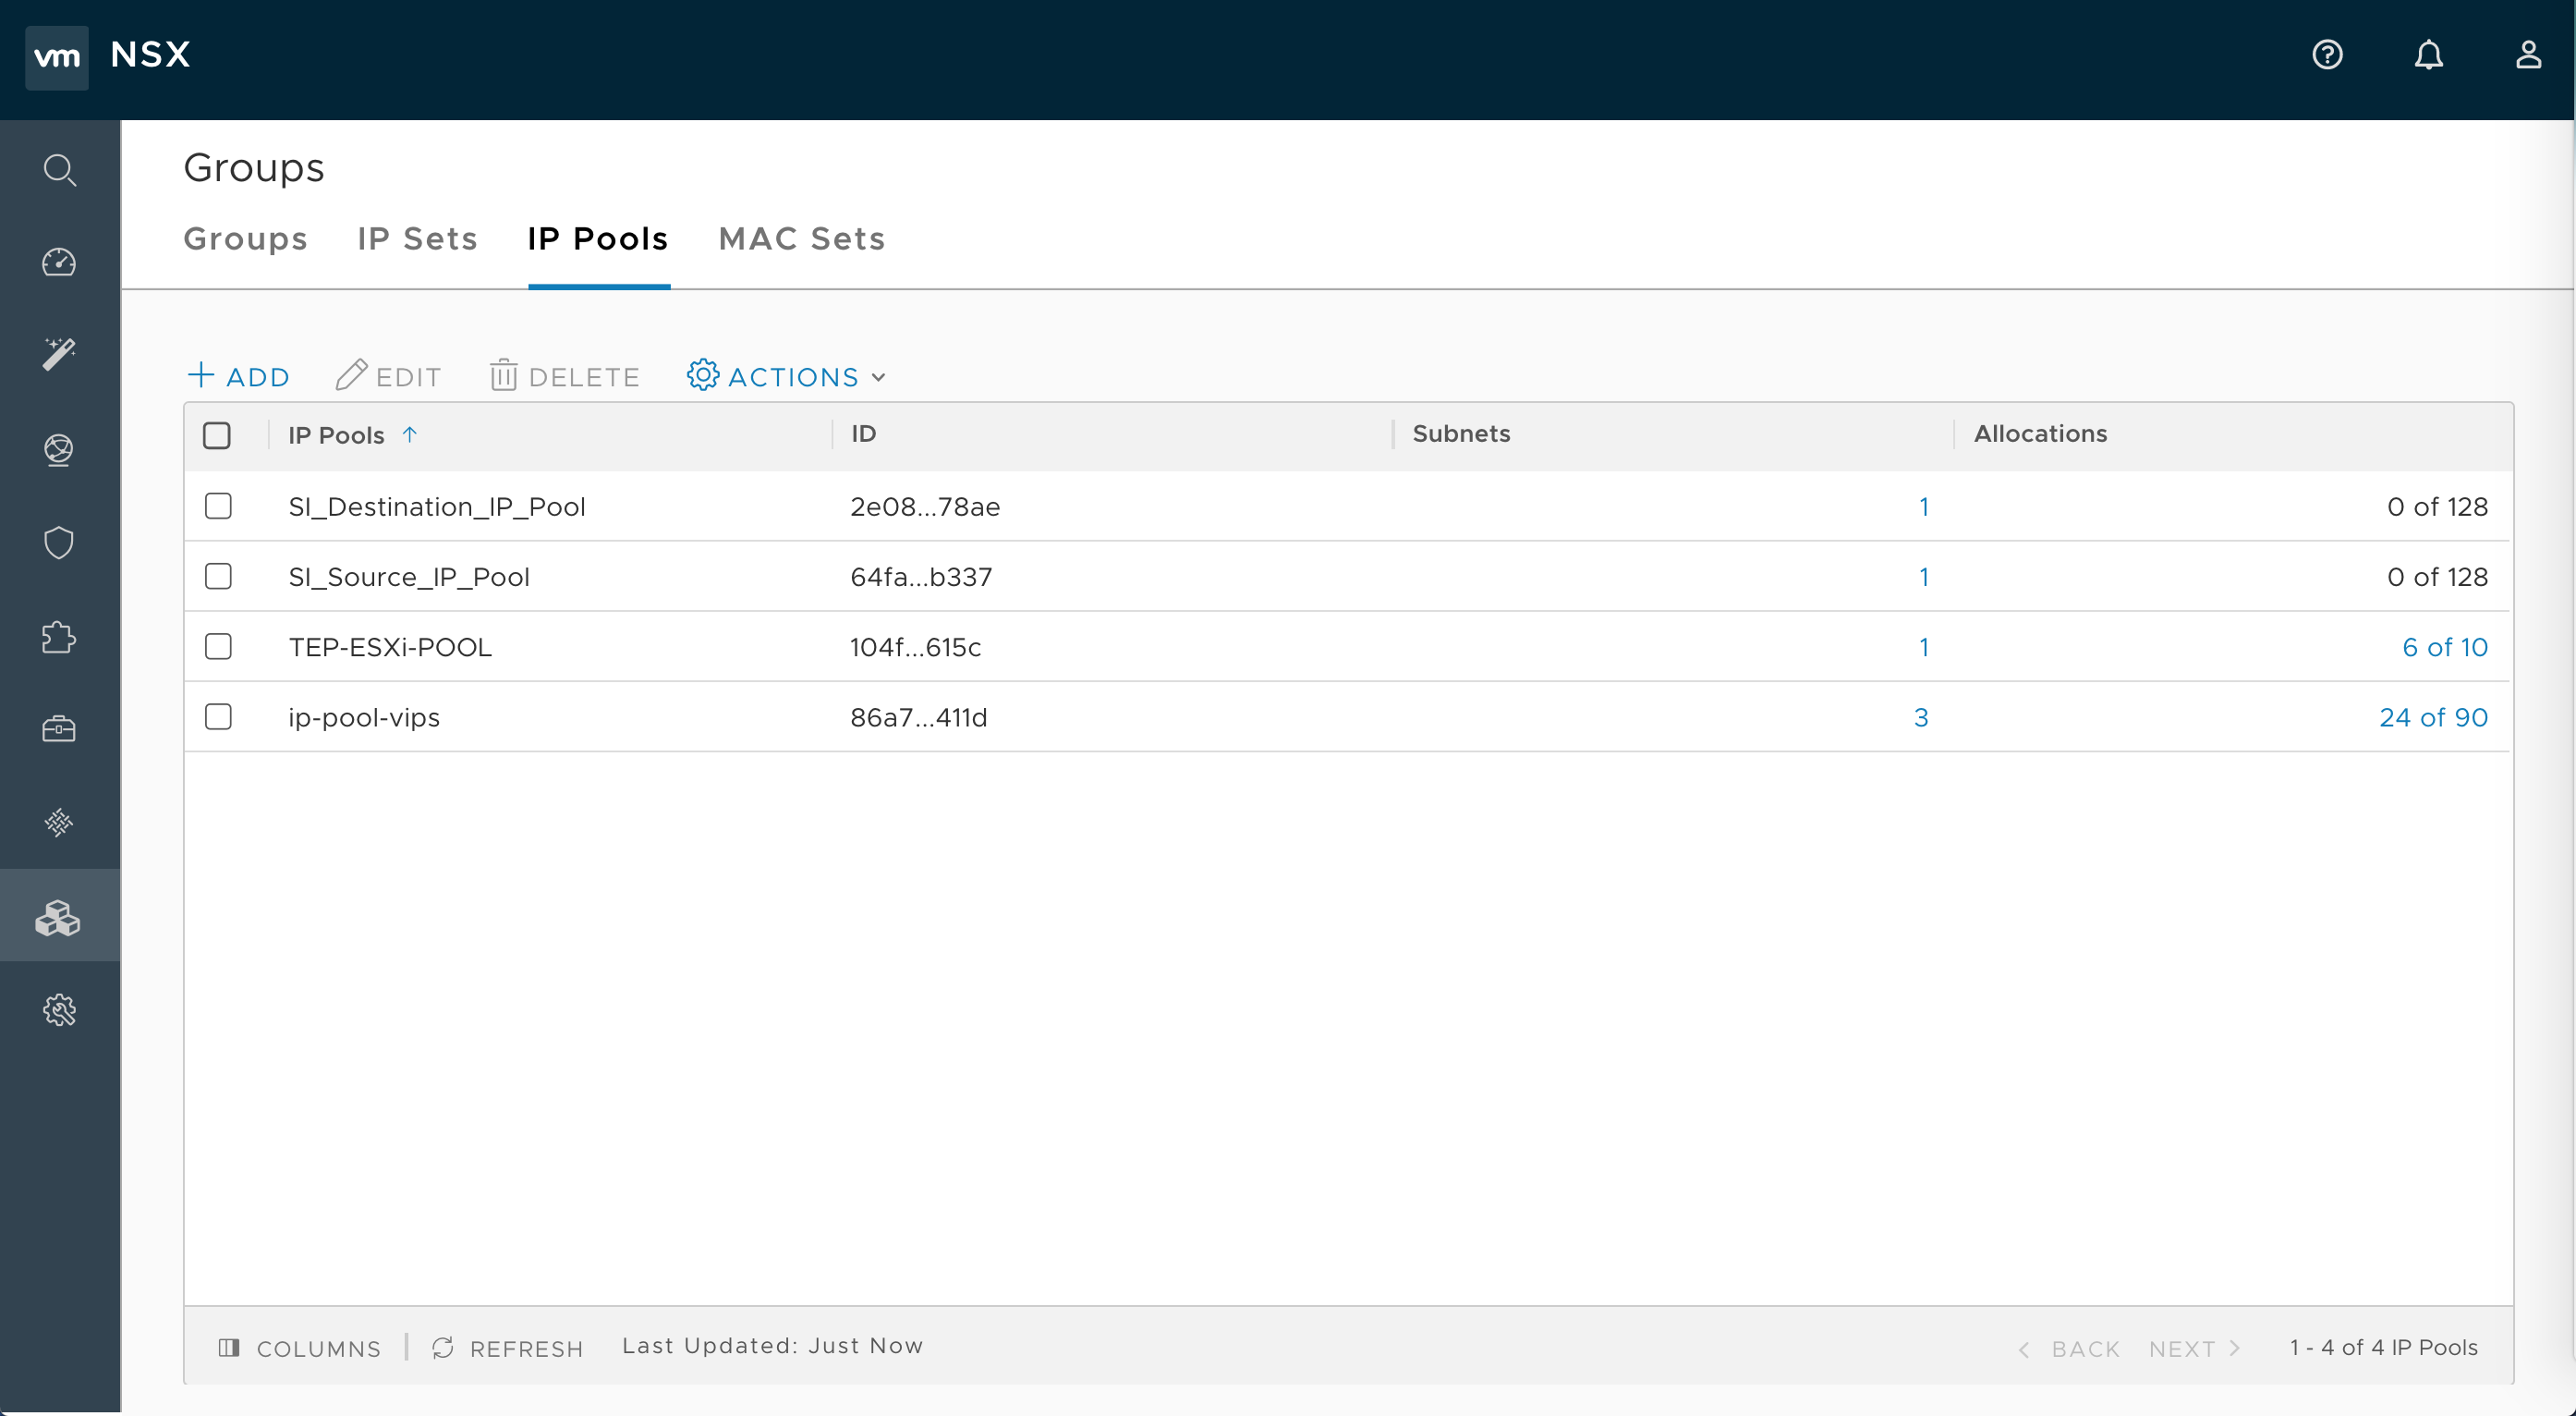 vm NSX
Groups
Groups IP Sets IP Pools MAC Sets
ADD EDIT DELETE ACTIONS
IP Pools ID Subnets Allocations
SI_Destination_IP_Pool 2e08...78ae 1 0 of 128
SI_Source_IP_Pool 64fa...b337 1 0 of 128
TEP-ESXi-POOL 104f...615c 1 6 of 10
ip-pool-vips 86a7...411d 3 24 of 90
COLUMNS REFRESH Last Updated: Just Now BACK NEXT 1 - 4 of 4 IP Pools